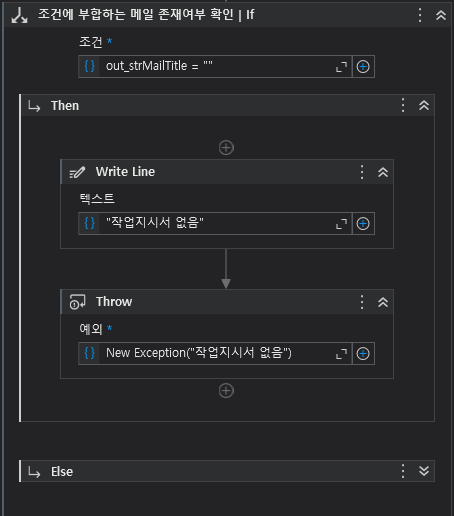 조건에 부합하는 메일 존재여부 확인 | If
조건 *
{ } out_strMailTitle = ""
Then
Write Line
텍스트
{ } "작업지시서 없음"
Throw
예외 *
{ } New Exception("작업지시서 없음")
Else